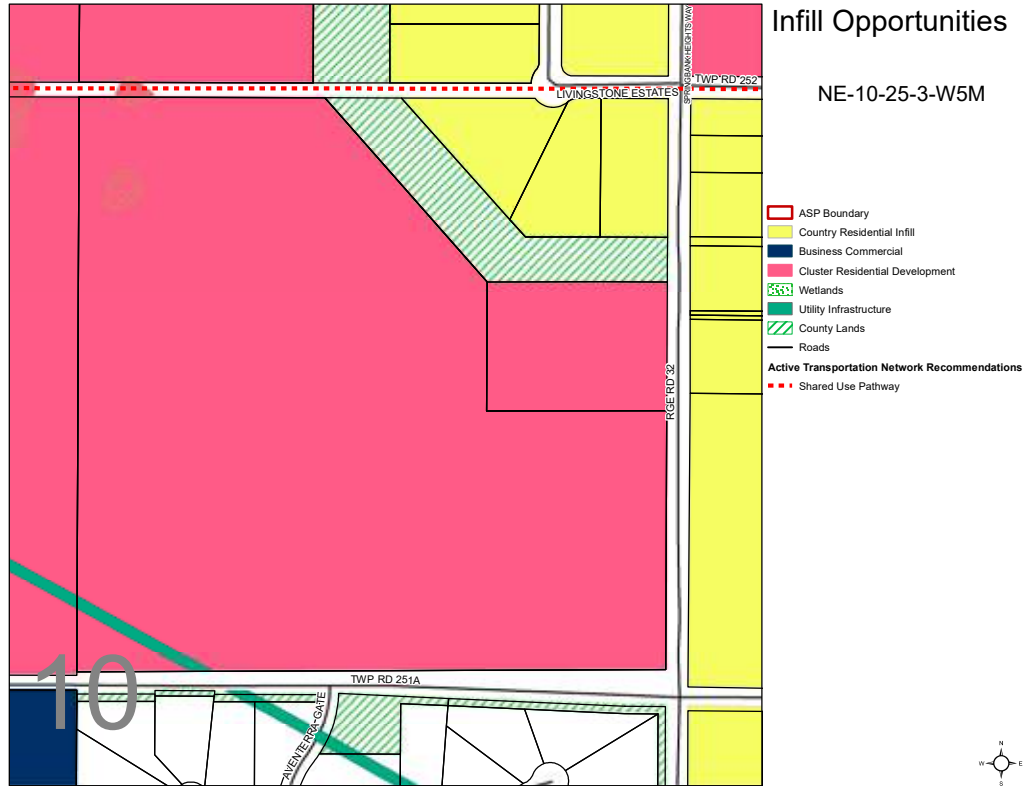 Infill Opportunities
NE-10-25-3-W5M
SPRINGBANK HEIGHTS WAY
TWP RD 252
LIVINGSTONE ESTATES
RGE RD 32
TWP RD 251A
AVENTERRA GATE
10
ASP Boundary
Country Residential Infill
Business Commercial
Cluster Residential Development
Wetlands
Utility Infrastructure
County Lands
Roads
Active Transportation Network Recommendations
Shared Use Pathway
N
W E
S